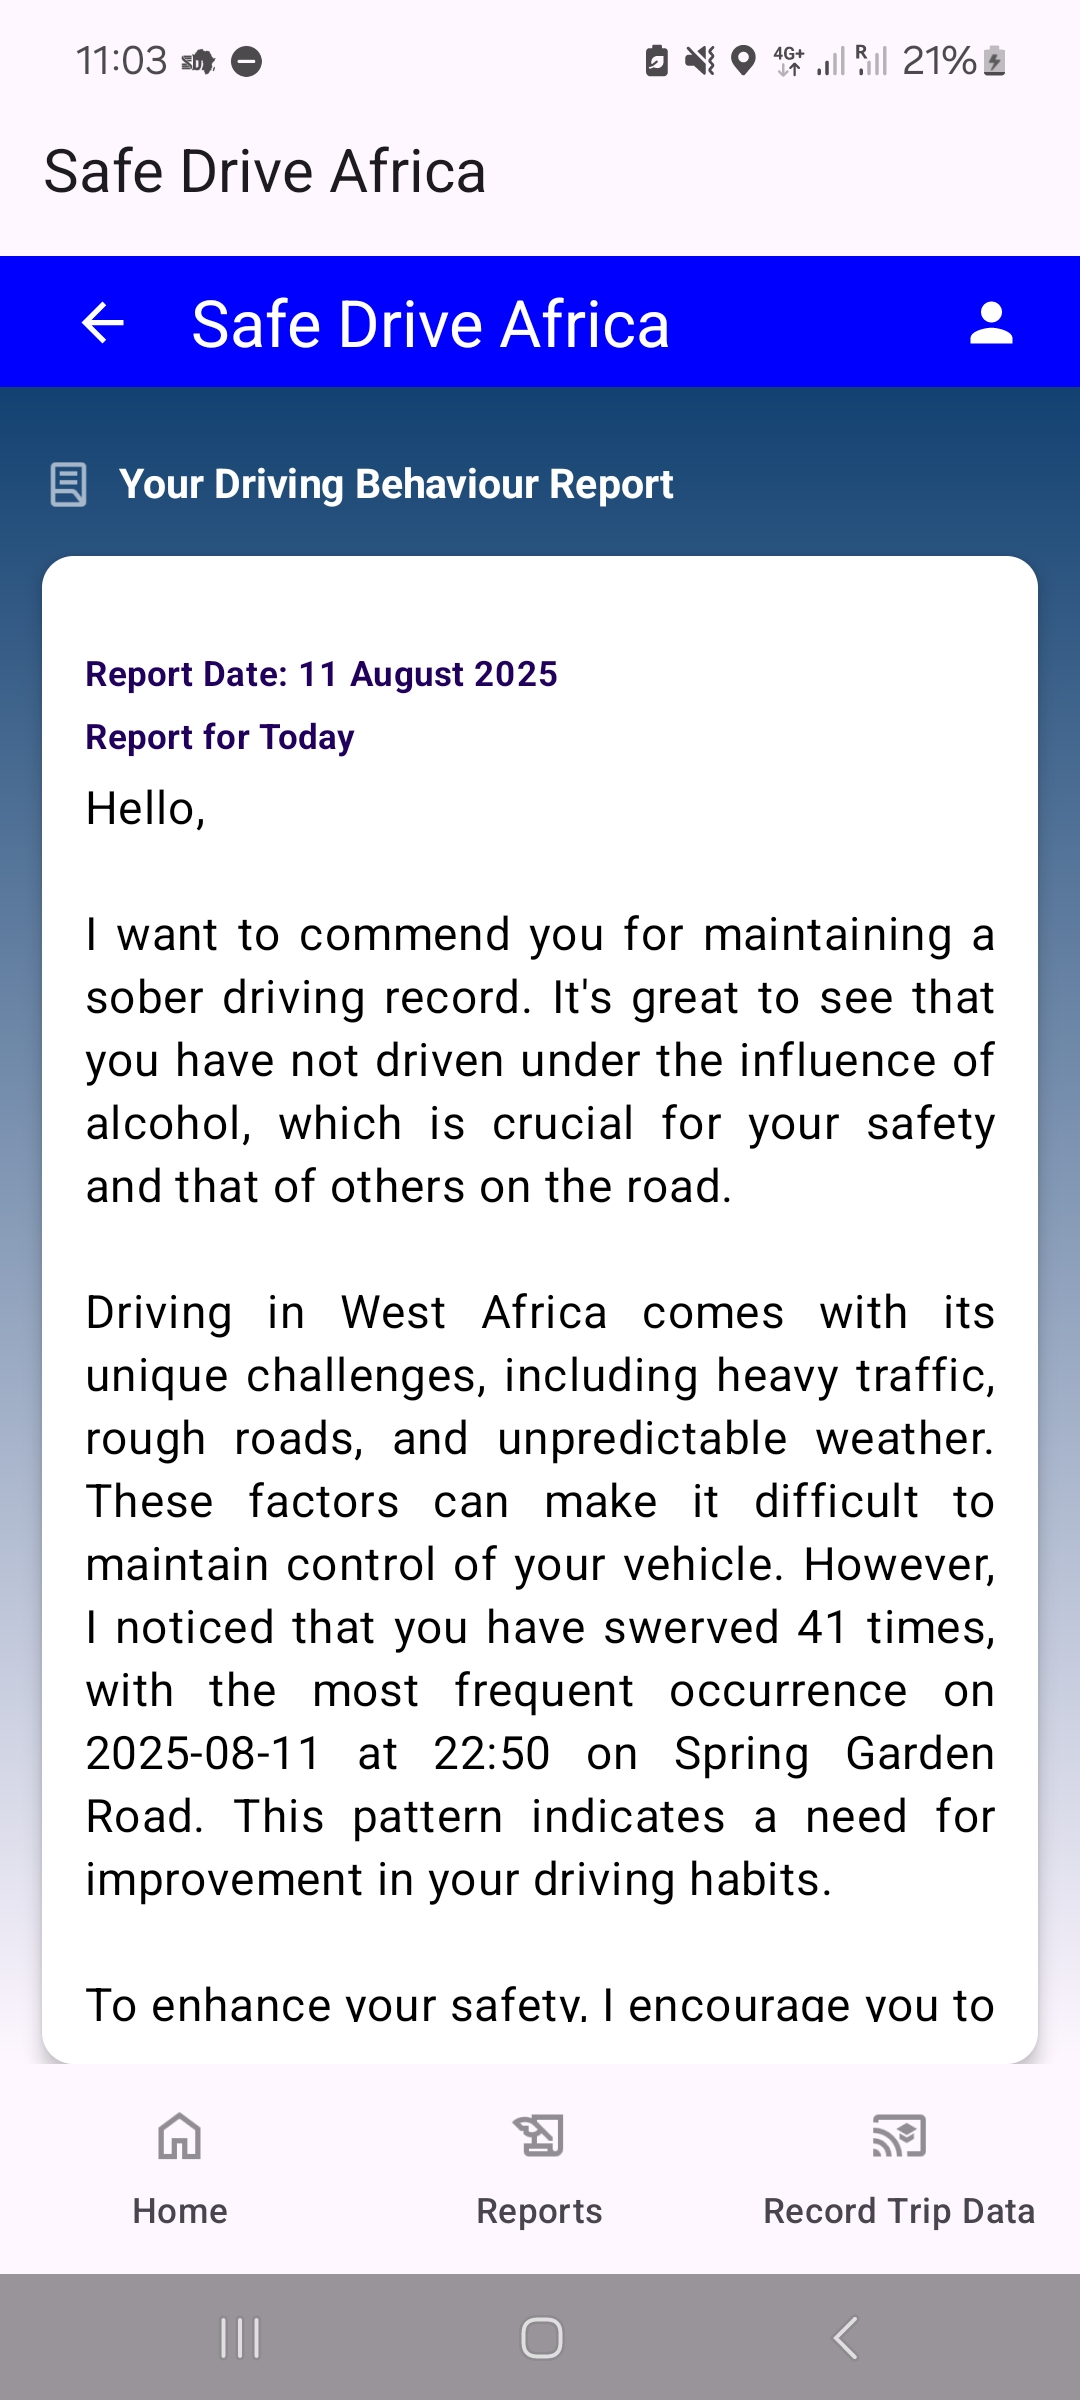 11:03
4G+
R
21%
Safe Drive Africa
Safe Drive Africa
Your Driving Behaviour Report
Report Date: 11 August 2025
Report for Today
Hello,
I want to commend you for maintaining a
sober driving record. It's great to see that
you have not driven under the influence of
alcohol, which is crucial for your safety
and that of others on the road.
Driving in West Africa comes with its
unique challenges, including heavy traffic,
rough roads, and unpredictable weather.
These factors can make it difficult to
maintain control of your vehicle. However,
I noticed that you have swerved 41 times,
with the most frequent occurrence on
2025-08-11 at 22:50 on Spring Garden
Road. This pattern indicates a need for
improvement in your driving habits.
To enhance your safety, I encourage you to
Home
Reports
Record Trip Data